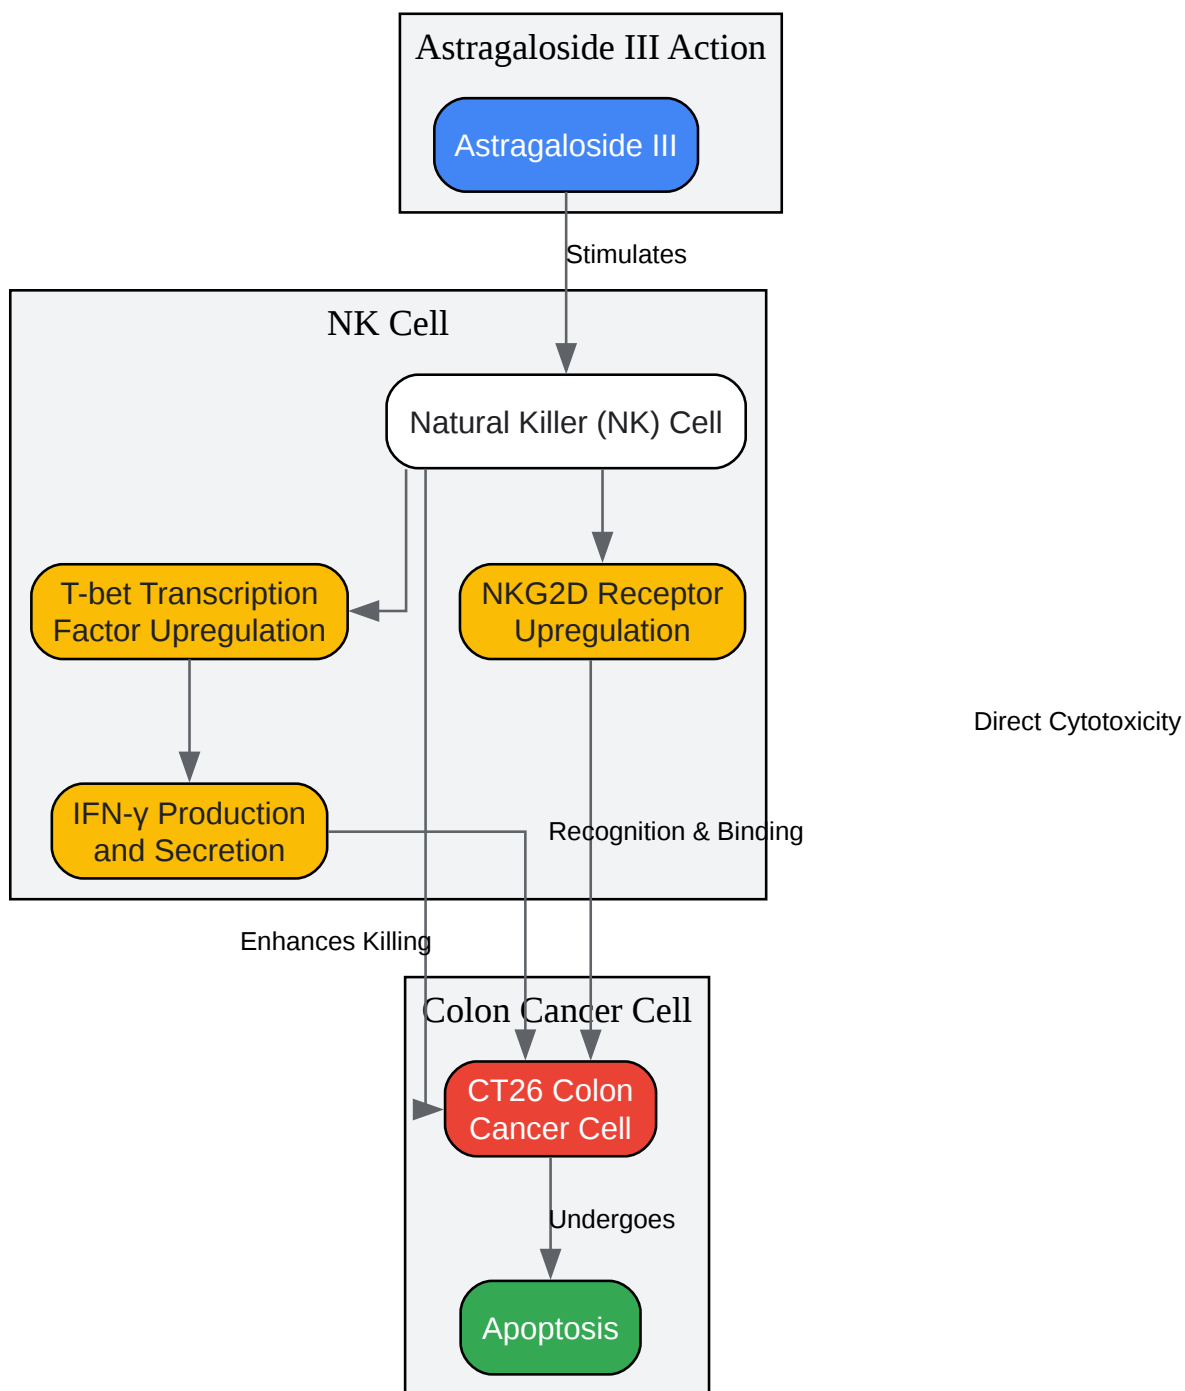 Astragaloside III Action
Astragaloside III
Stimulates
NK Cell
Natural Killer (NK) Cell
T-bet Transcription
Factor Upregulation
NKG2D Receptor
Upregulation
Direct Cytotoxicity
IFN-γ Production
and Secretion
Recognition & Binding
Enhances Killing
Colon Cancer Cell
CT26 Colon
Cancer Cell
Undergoes
Apoptosis